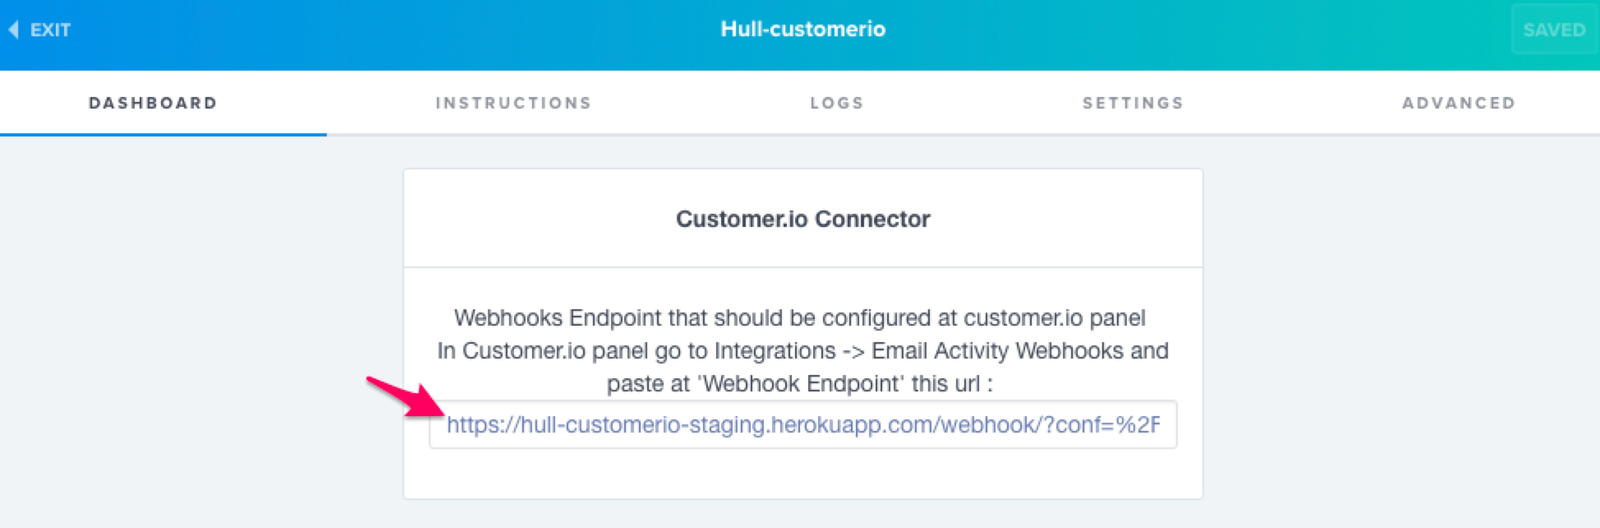 EXIT
Hull-customerio
SAVED
DASHBOARD
INSTRUCTIONS
LOGS
SETTINGS
ADVANCED
Customer.io Connector
Webhooks Endpoint that should be configured at customer.io panel
In Customer.io panel go to Integrations -> Email Activity Webhooks and
paste at 'Webhook Endpoint' this url :
https://hull-customerio-staging.herokuapp.com/webhook/?conf=%2F